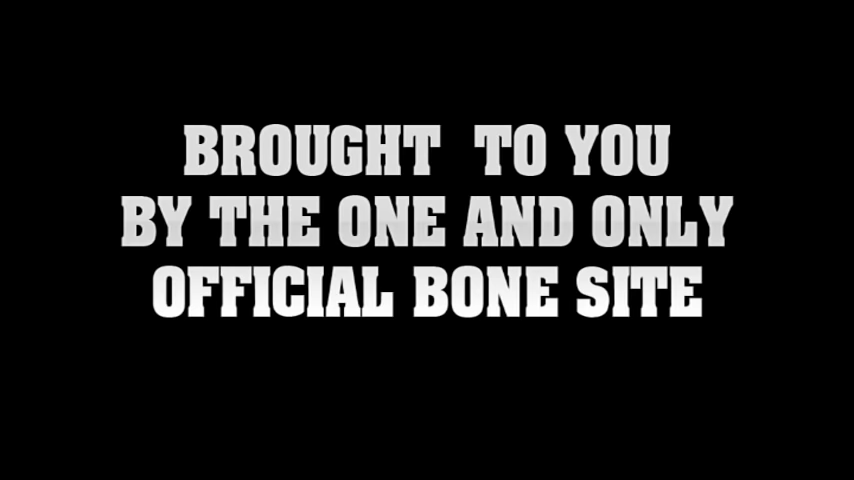 BROUGHT TO YOU
BY THE ONE AND ONLY
OFFICIAL BONE SITE